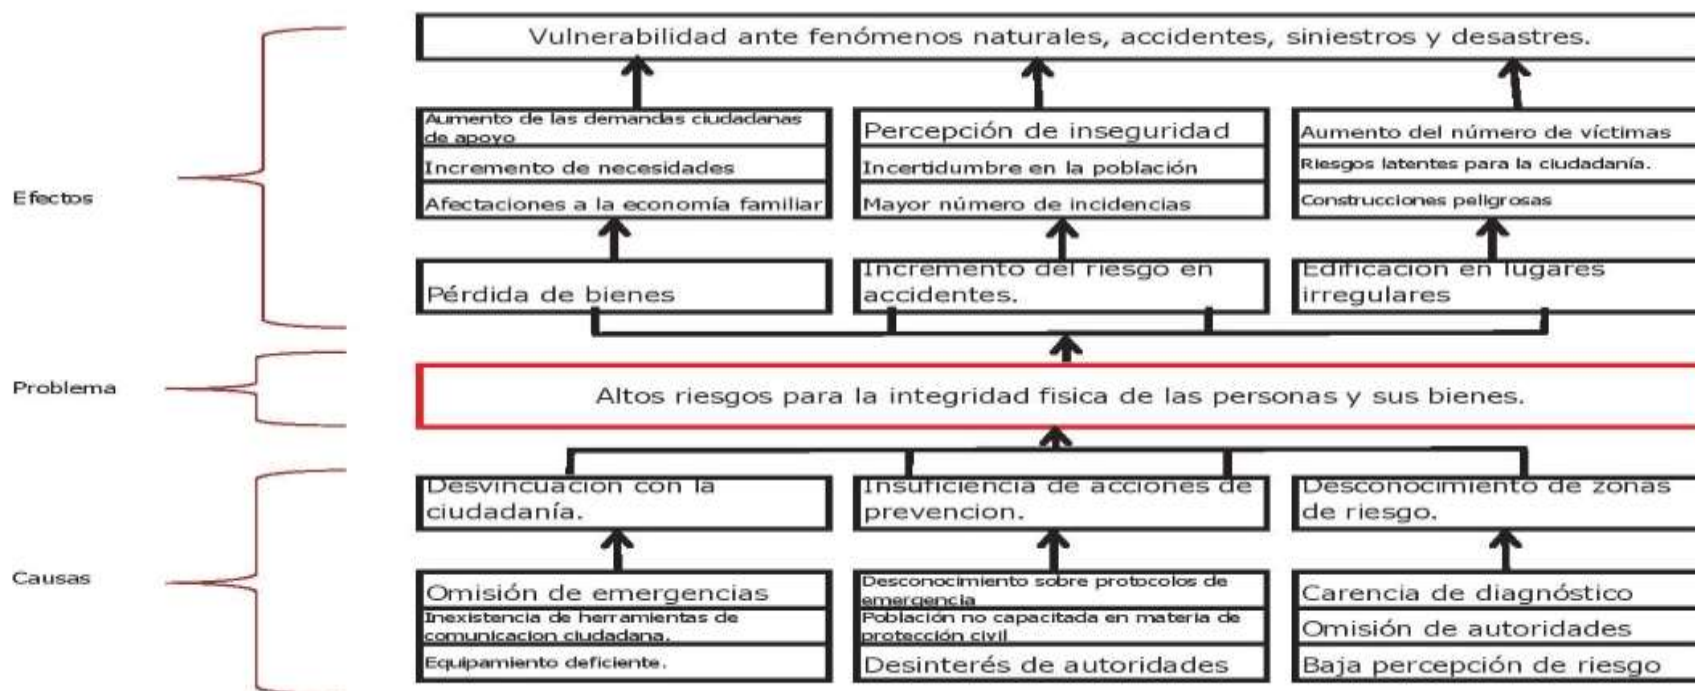 Vulnerabilidad ante fenómenos naturales, accidentes, siniestros y desastres.
Efectos
Aumento de las demandas ciudadanas
de apoyo
Incremento de necesidades
Afectaciones a la economía familiar
Percepción de inseguridad
Incertidumbre en la población
Mayor número de incidencias
Aumento del número de víctimas
Riesgos latentes para la ciudadanía.
Construcciones peligrosas
Pérdida de bienes
Incremento del riesgo en
accidentes.
Edificación en lugares
irregulares
Problema
Altos riesgos para la integridad fisica de las personas y sus bienes.
Causas
Desvincuación con la
ciudadanía.
Insuficiencia de acciones de
prevencion.
Desconocimiento de zonas
de riesgo.
Omisión de emergencias
Inexistencia de herramientas de
comunicacion ciudadana.
Equipamiento deficiente.
Desconocimiento sobre protocolos de
emergencia
Población no capacitada en materia de
protección civil
Desinterés de autoridades
Carencia de diagnóstico
Omisión de autoridades
Baja percepción de riesgo